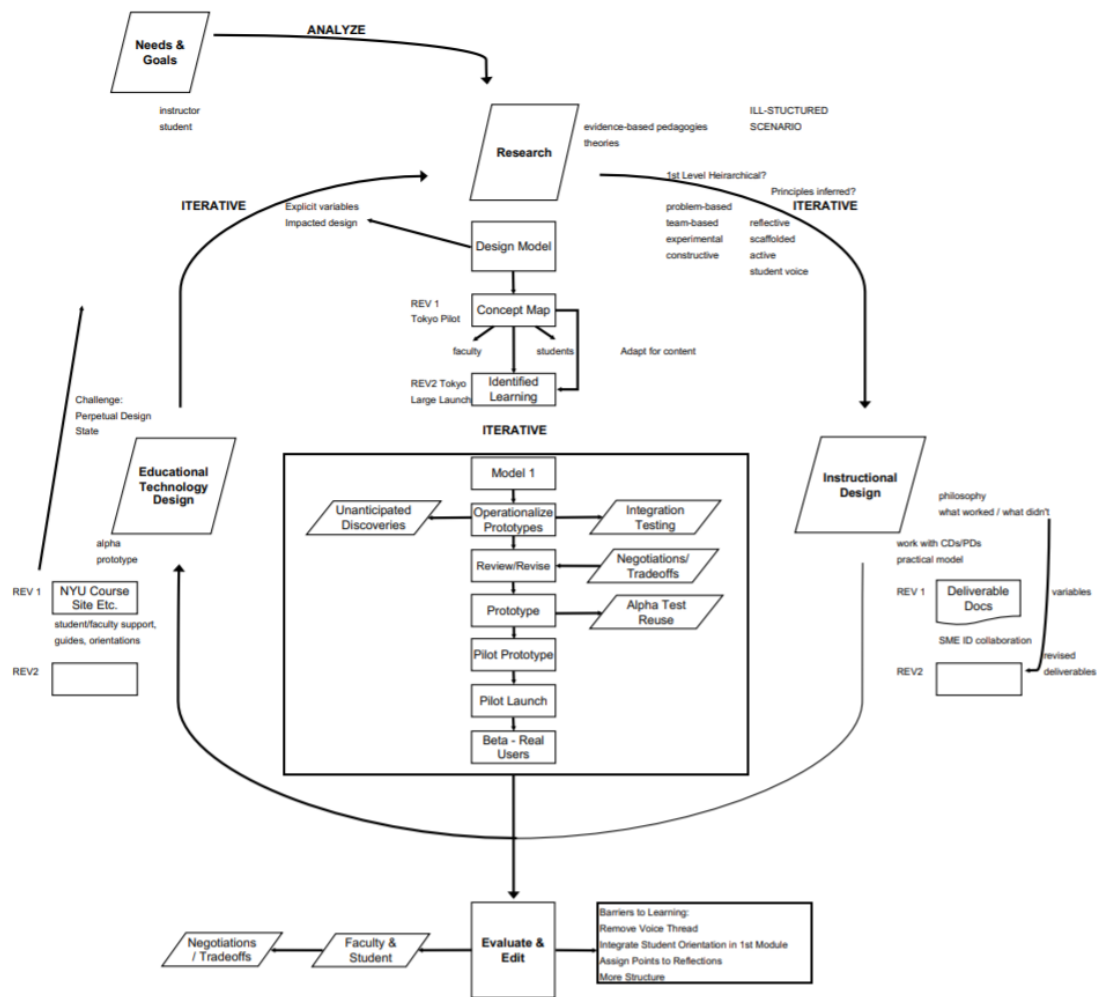 ANALYZE
Needs &
Goals
instructor
student
Research
evidence-based pedagogies
theories
ILL-STUCTURED
SCENARIO
1st Level Heirarchical?
Principles inferred?
ITERATIVE
Explicit variables
Impacted design
ITERATIVE
problem-based
team-based
experimental
constructive
reflective
scaffolded
active
student voice
Design Model
REV 1
Tokyo Pilot
Concept Map
faculty
students
Adapt for content
REV2 Tokyo
Large Launch
Identified
Learning
Challenge:
Perpetual Design
State
ITERATIVE
Educational
Technology
Design
alpha
prototype
REV 1
NYU Course
Site Etc.
student/faculty support,
guides, orientations
REV2
Model 1
Unanticipated
Discoveries
Operationalize
Prototypes
Integration
Testing
Review/Revise
Negotiations/
Tradeoffs
Prototype
Alpha Test
Reuse
Pilot Prototype
Pilot Launch
Beta - Real
Users
Instructional
Design
philosophy
what worked / what didn't
work with CDs/PDs
practical model
REV 1
Deliverable
Docs
variables
SME ID collaboration
REV2
revised
deliverables
Negotiations
/ Tradeoffs
Faculty &
Student
Evaluate &
Edit
Barriers to Learning:
Remove Voice Thread
Integrate Student Orientation in 1st Module
Assign Points to Reflections
More Structure